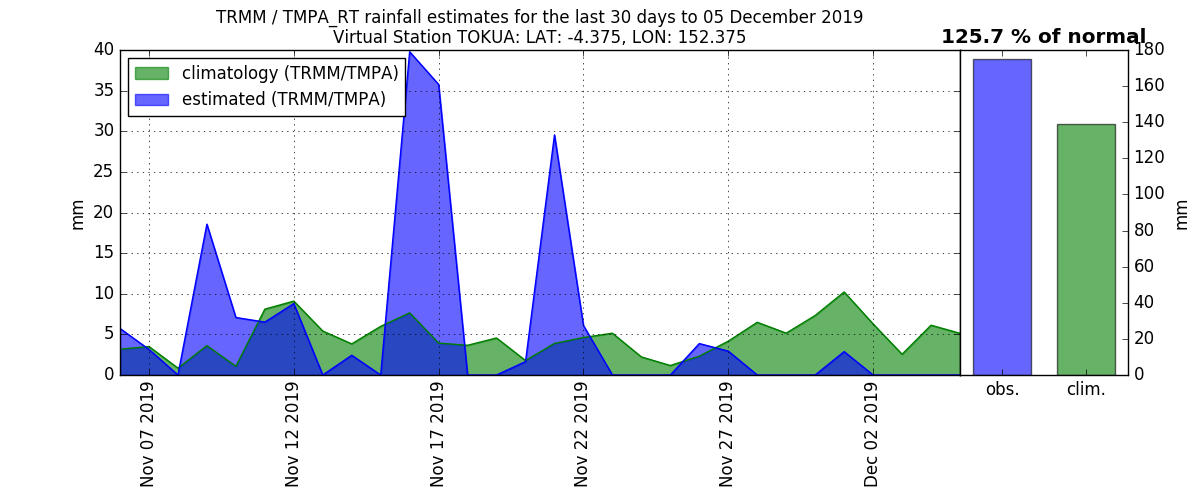 TRMM / TMPA_RT rainfall estimates for the last 30 days to 05 December 2019
Virtual Station TOKUA: LAT: -4.375, LON: 152.375
125.7 % of normal
climatology (TRMM/TMPA)
estimated (TRMM/TMPA)
mm
40
35
30
25
20
15
10
5
0
Nov 07 2019
Nov 12 2019
Nov 17 2019
Nov 22 2019
Nov 27 2019
Dec 02 2019
180
160
140
120
100
80
60
40
20
0
mm
obs.
clim.